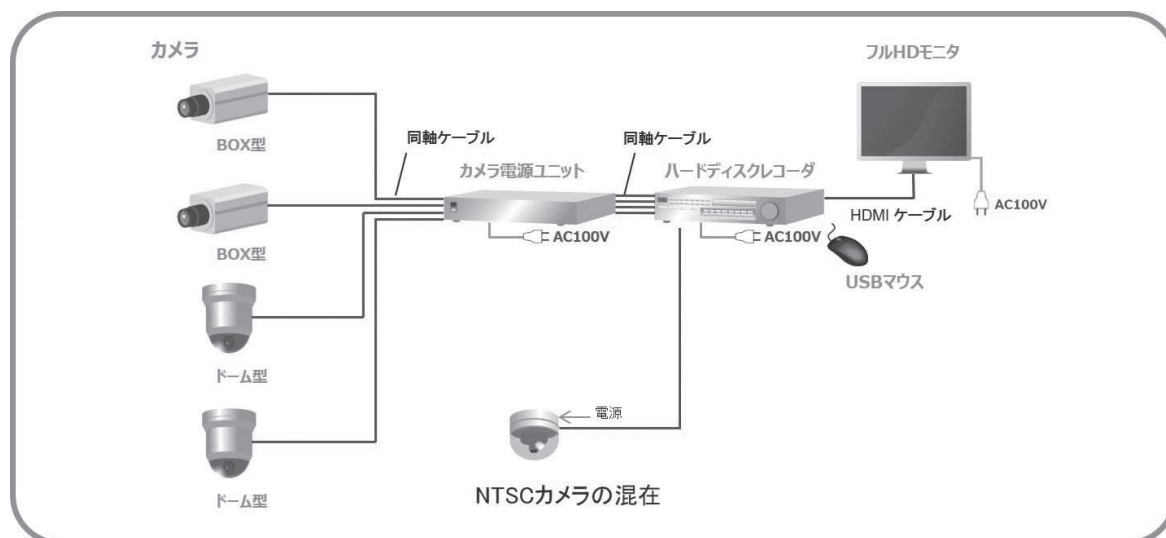 カメラ
フルHDモニタ
BOX型
同軸ケーブル
同軸ケーブル
カメラ電源ユニット
ハードディスクレコーダ
AC100V
HDMI ケーブル
BOX型
AC100V
AC100V
USBマウス
ドーム型
電源
ドーム型
NTSCカメラの混在